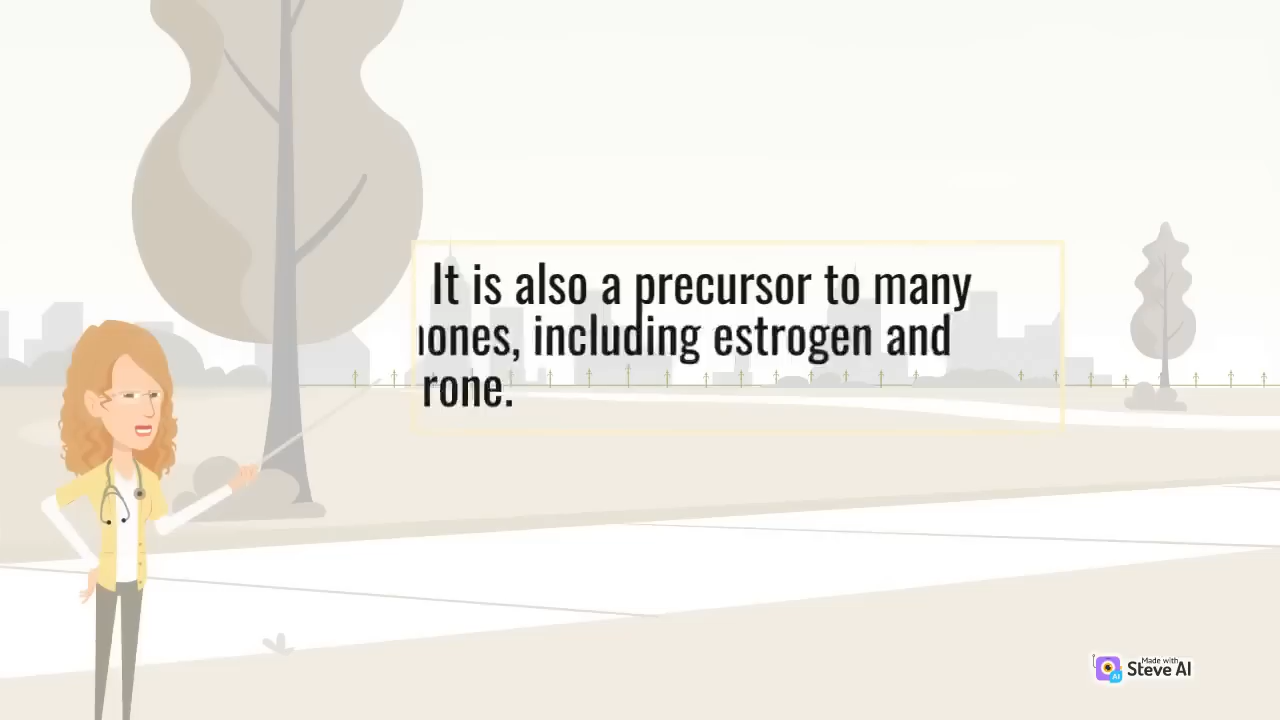 It is also a precursor to many
ones, including estrogen and
rone.
Made with
Steve AI